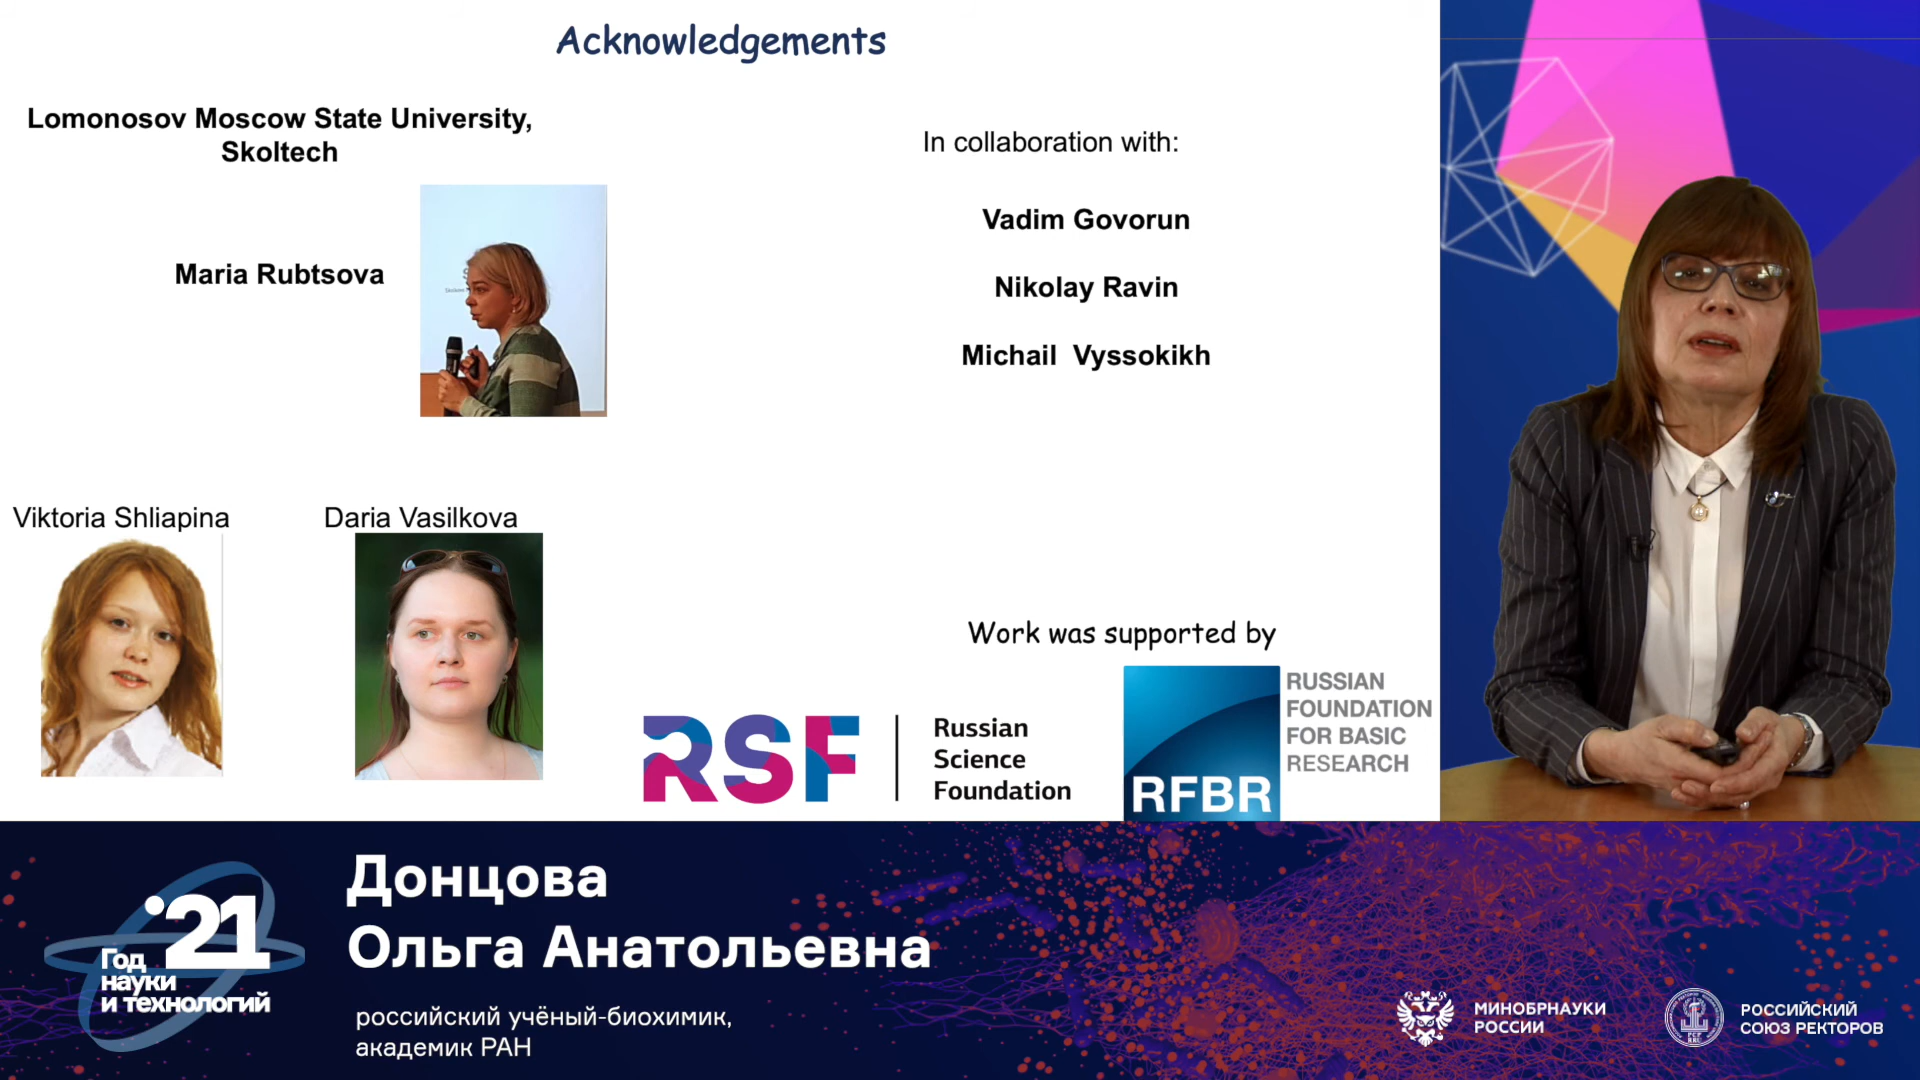 Acknowledgements
Lomonosov Moscow State University,
Skoltech
Maria Rubtsova
Viktoria Shliapina
Daria Vasilkova
In collaboration with:
Vadim Govorun
Nikolay Ravin
Michail Vyssokikh
Work was supported by
RSF
Russian
Science
Foundation
RFBR
RUSSIAN
FOUNDATION
FOR BASIC
RESEARCH
'21
Год
науки
и технологий
Донцова
Ольга Анатольевна
российский учёный-биохимик,
академик РАН
МИНОБРНАУКИ
РОССИИ
РОССИЙСКИЙ
СОЮЗ РЕКТОРОВ